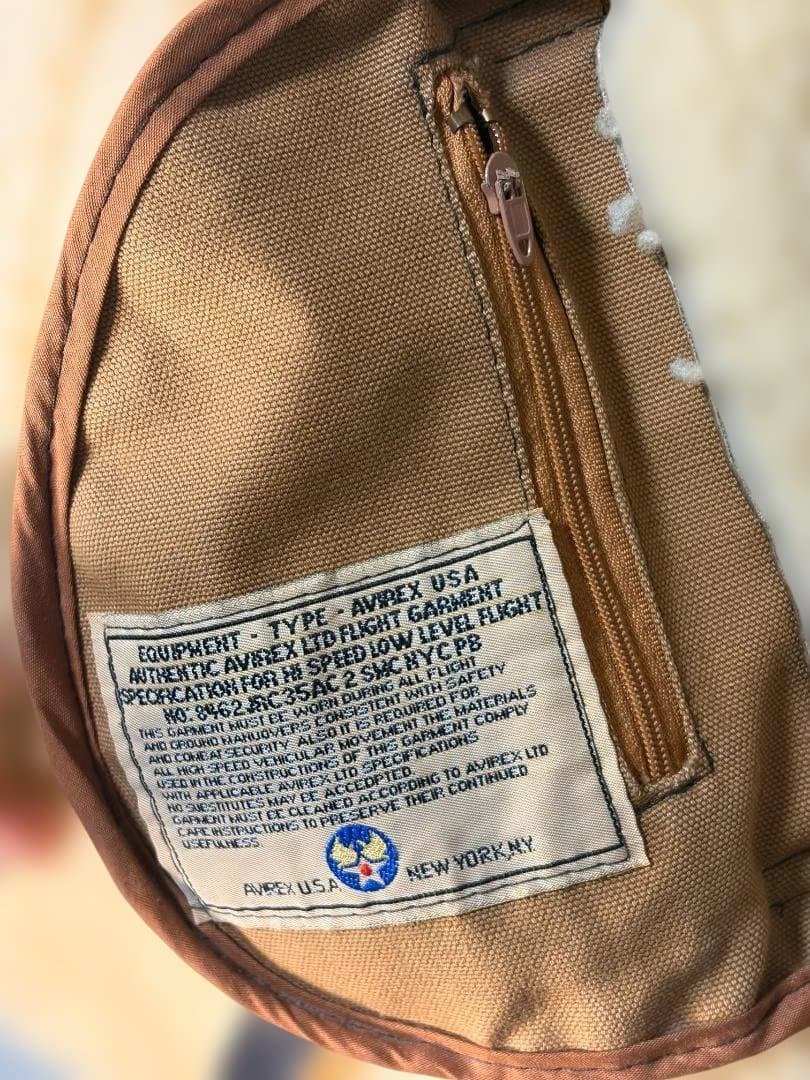 EQUIPMENT - TYPE - AVIREX USA
AUTHENTIC AVIREX LTD FLIGHT GARMENT
SPECIFICATION FOR HI SPEED LOW LEVEL FLIGHT
NO. 8462 35AC 2 SMC NYC PB
THIS GARMENT MUST BE WORN DURING ALL FLIGHT
AND GROUND MANUOVERS CONSISTENT WITH SAFETY
AND COMBAT SECURITY ALSO IT IS REQUIRED FOR
ALL HIGH SPEED VEHICULAR MOVEMENT THE MATERIALS
USED IN THE CONSTRUCTIONS OF THIS GARMENT COMPLY
WITH APPLICABLE AVIREX LTD SPECIFICATIONS
NO SUBSTITUTES MAY BE ACCEDPTED
GARMENT MUST BE CLEANED ACCORDING TO AVIREX LTD
CARE INSTRUCTIONS TO PRESERVE THEIR CONTINUED
USEFULNESS
AVIREX U.S.A. NEW YORK,NY.